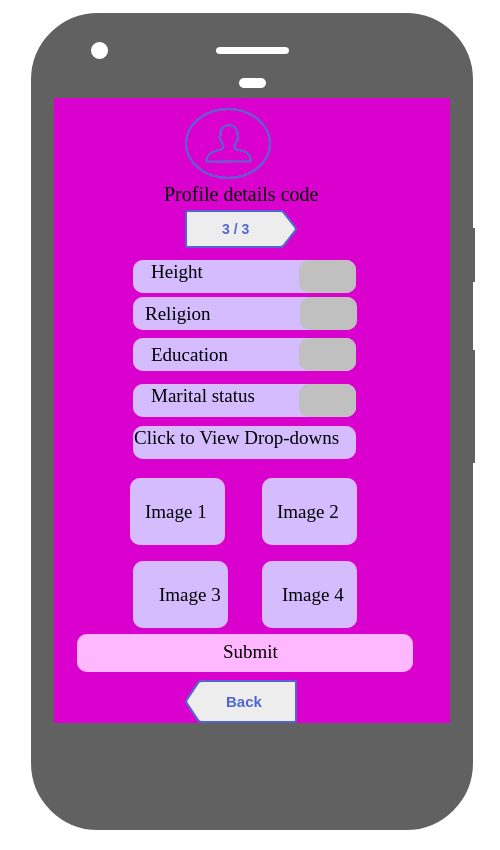 Profile details code
3 / 3
Height
Religion
Education
Marital status
Click to View Drop-downs
Image 1
Image 2
Image 3
Image 4
Submit
Back